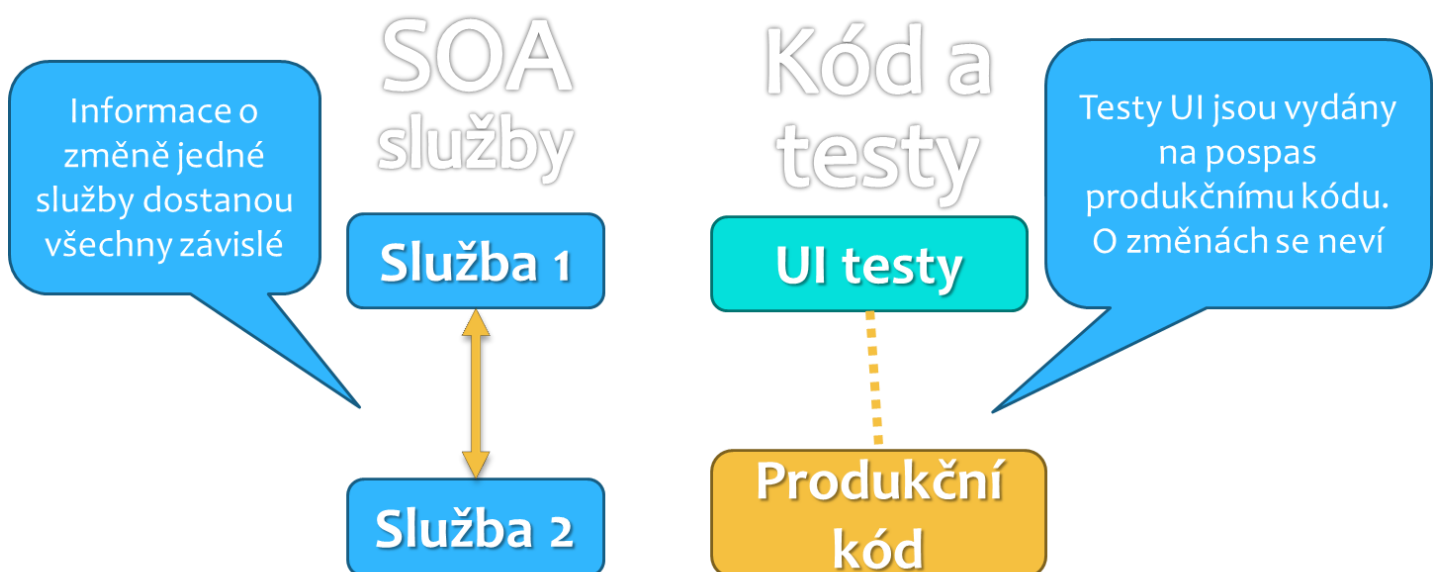 SOA
služby
Kód a
testy
Informace o
změně jedné
služby dostanou
všechny závislé
Testy UI jsou vydány
na pospas
produkčnímu kódu.
O změnách se neví
Služba 1
UI testy
Služba 2
Produkční
kód